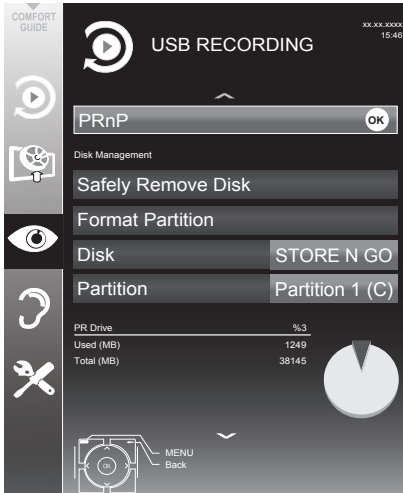 COMFORT
GUIDE
USB RECORDING
xx.xx.xxxx
15:46
PRnP
OK
Disk Management
Safely Remove Disk
Format Partition
Disk STORE N GO
Partition Partition 1 (C)
PR Drive %3
Used (MB) 1249
Total (MB) 38145
MENU
Back
OK